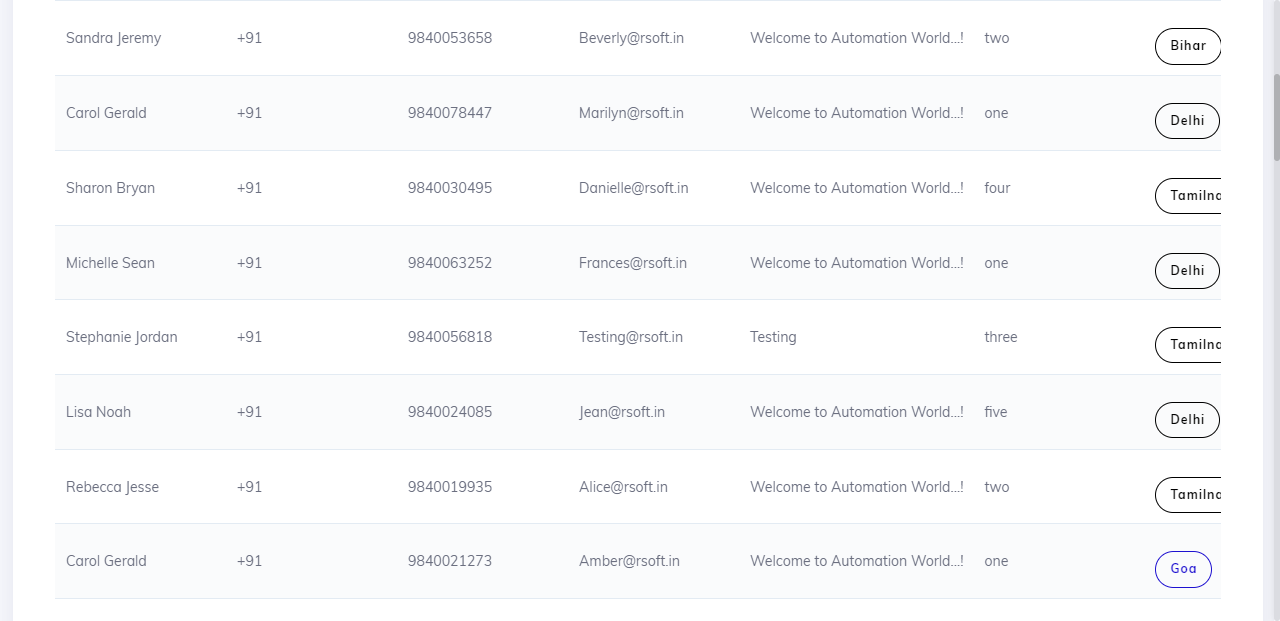 Sandra Jeremy +91 9840053658 Beverly@rsoft.in Welcome to Automation World...! two Bihar
Carol Gerald +91 9840078447 Marilyn@rsoft.in Welcome to Automation World...! one Delhi
Sharon Bryan +91 9840030495 Danielle@rsoft.in Welcome to Automation World...! four Tamilna
Michelle Sean +91 9840063252 Frances@rsoft.in Welcome to Automation World...! one Delhi
Stephanie Jordan +91 9840056818 Testing@rsoft.in Testing three Tamilna
Lisa Noah +91 9840024085 Jean@rsoft.in Welcome to Automation World...! five Delhi
Rebecca Jesse +91 9840019935 Alice@rsoft.in Welcome to Automation World...! two Tamilna
Carol Gerald +91 9840021273 Amber@rsoft.in Welcome to Automation World...! one Goa